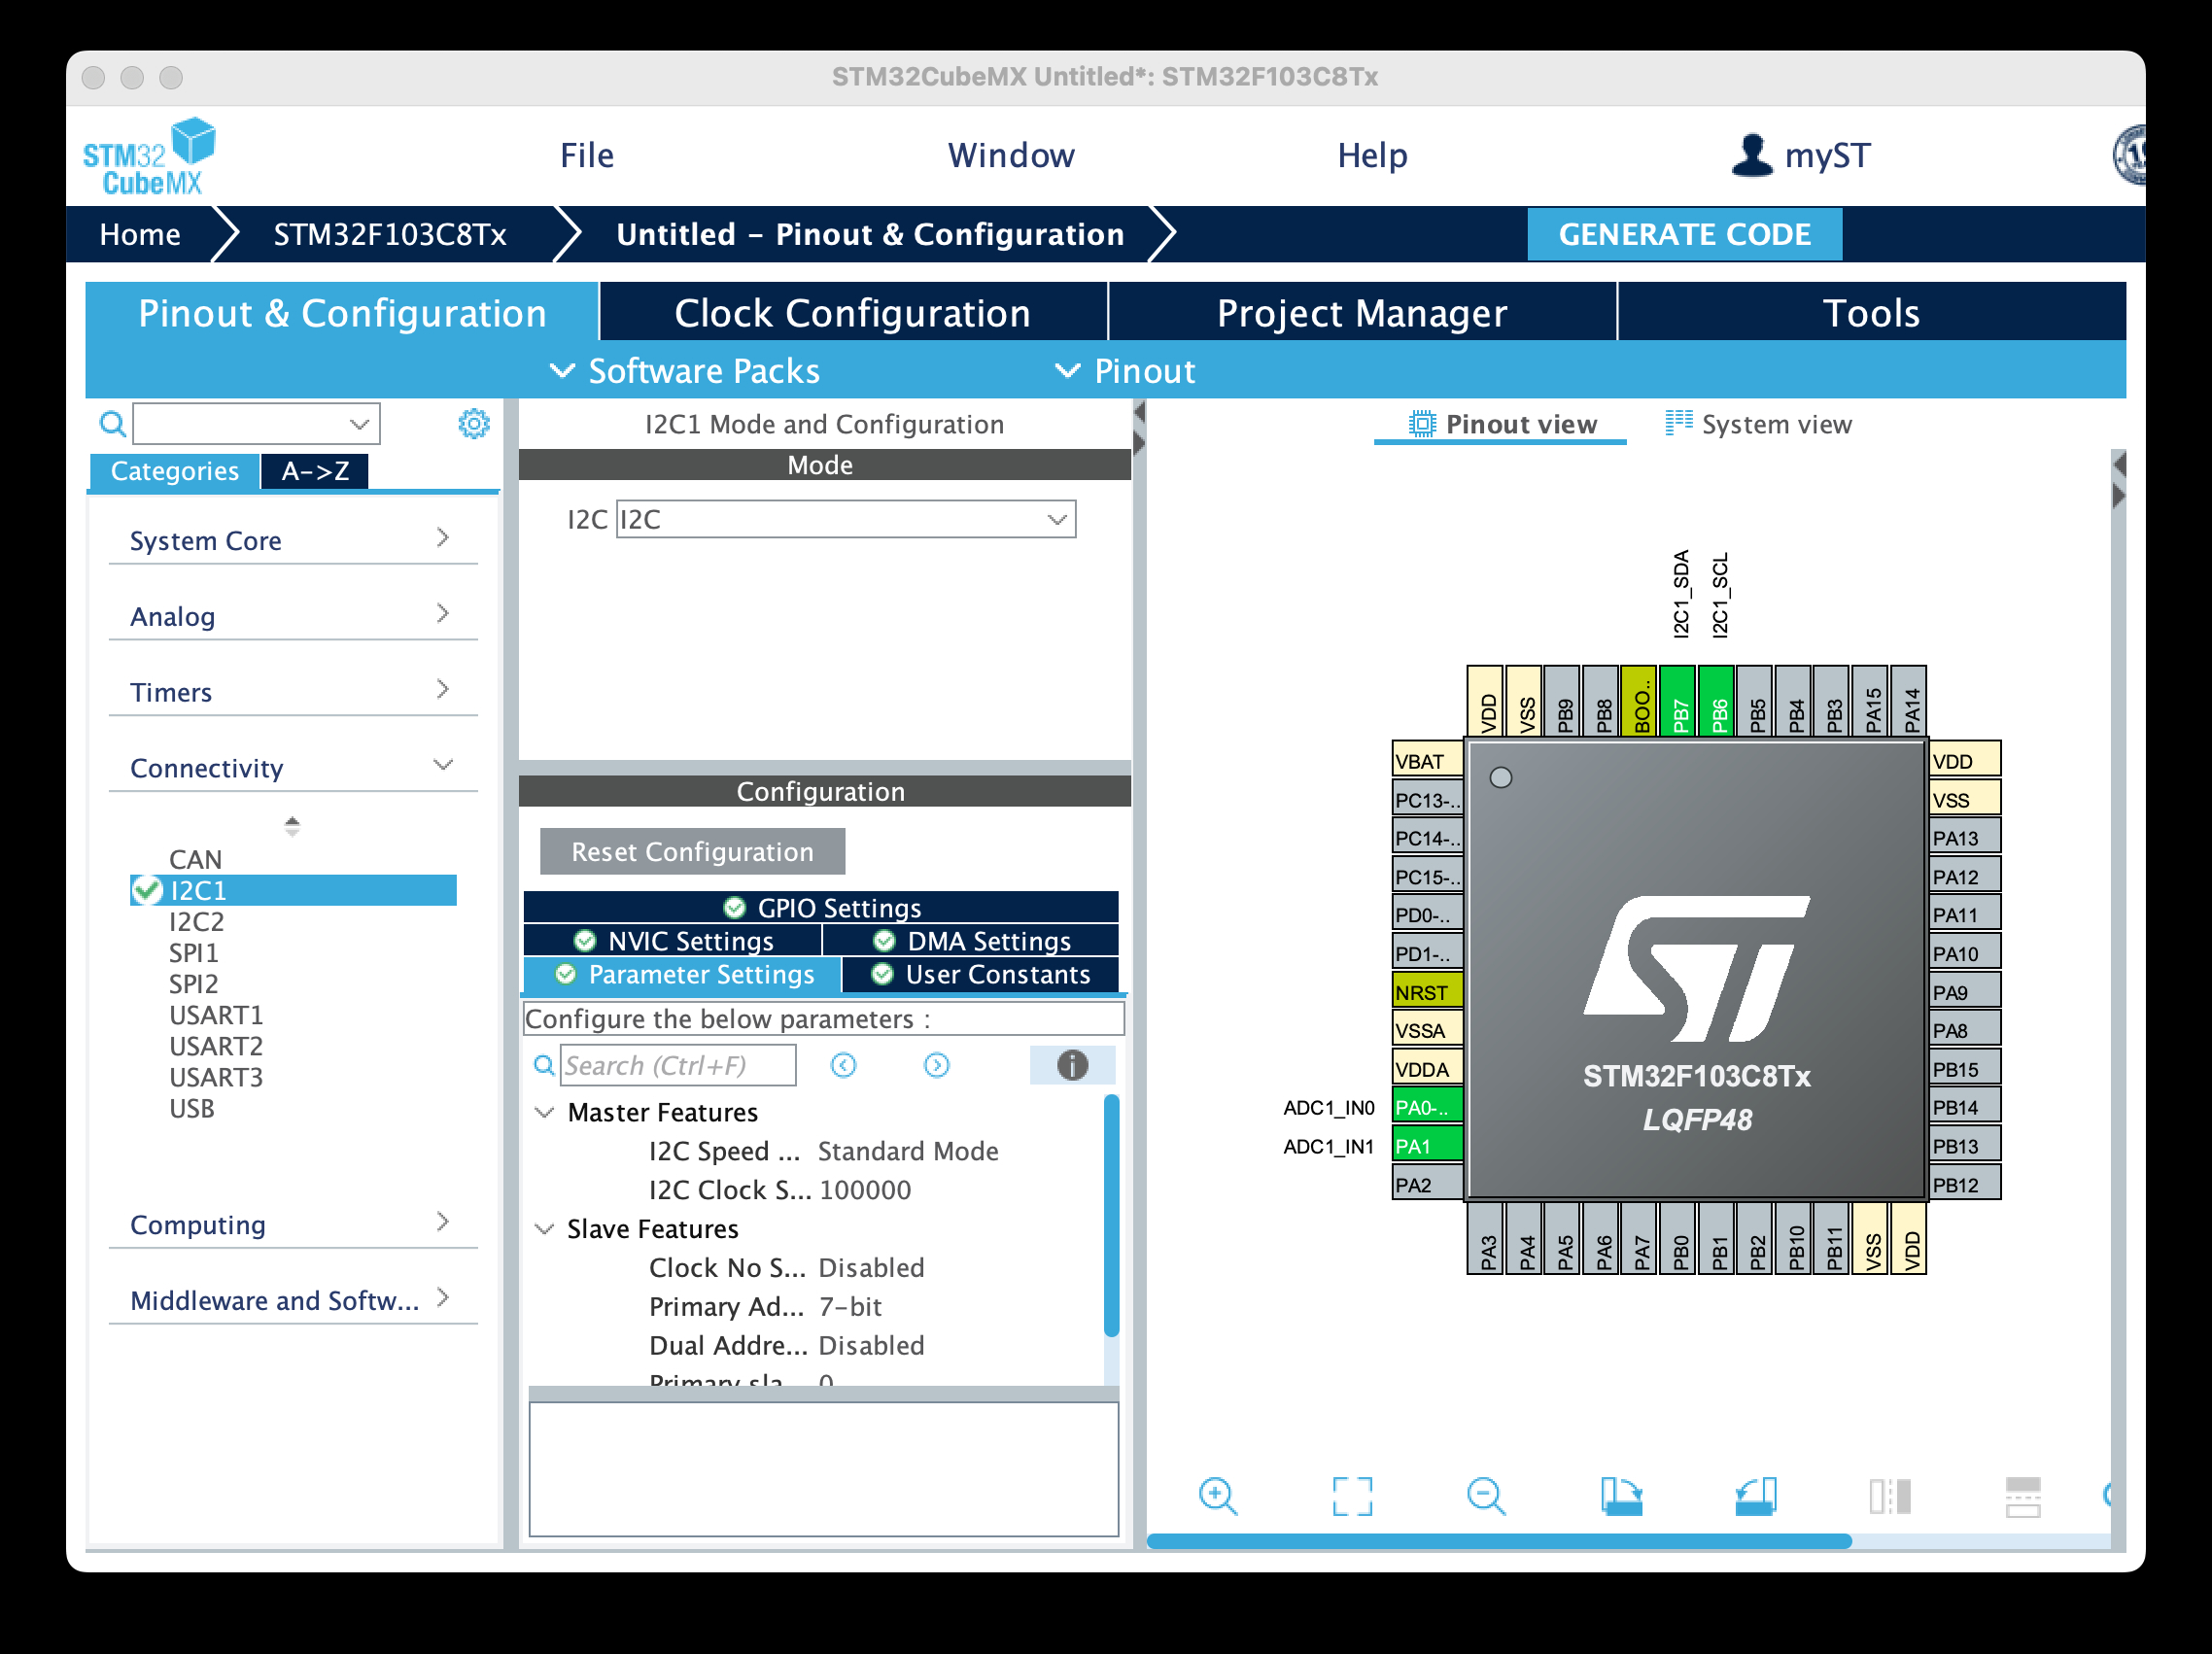 STM32CubeMX Untitled*: STM32F103C8Tx
STM32
CubeMX
File
Window
Help
myST
Home
STM32F103C8Tx
Untitled – Pinout & Configuration
GENERATE CODE
Pinout & Configuration
Clock Configuration
Project Manager
Tools
Software Packs
Pinout
Categories
A->Z
System Core
Analog
Timers
Connectivity
CAN
I2C1
I2C2
SPI1
SPI2
USART1
USART2
USART3
USB
Computing
Middleware and Softw...
I2C1 Mode and Configuration
Mode
I2C I2C
Configuration
Reset Configuration
GPIO Settings
NVIC Settings
DMA Settings
Parameter Settings
User Constants
Configure the below parameters :
Search (Ctrl+F)
Master Features
I2C Speed ... Standard Mode
I2C Clock S... 100000
Slave Features
Clock No S... Disabled
Primary Ad... 7-bit
Dual Addre... Disabled
Primary sla... 0
Pinout view
System view
I2C1_SDA
I2C1_SCL
VDD
VSS
PB9
PB8
BOO..
PB7
PB6
PB5
PB4
PB3
PA15
PA14
VBAT
PC13-..
PC14-..
PC15-..
PD0-..
PD1-..
NRST
VSSA
VDDA
ADC1_IN0 PA0-..
ADC1_IN1 PA1
PA2
ST
STM32F103C8Tx
LQFP48
VDD
VSS
PA13
PA12
PA11
PA10
PA9
PA8
PB15
PB14
PB13
PB12
PA3
PA4
PA5
PA6
PA7
PB0
PB1
PB2
PB10
PB11
VSS
VDD